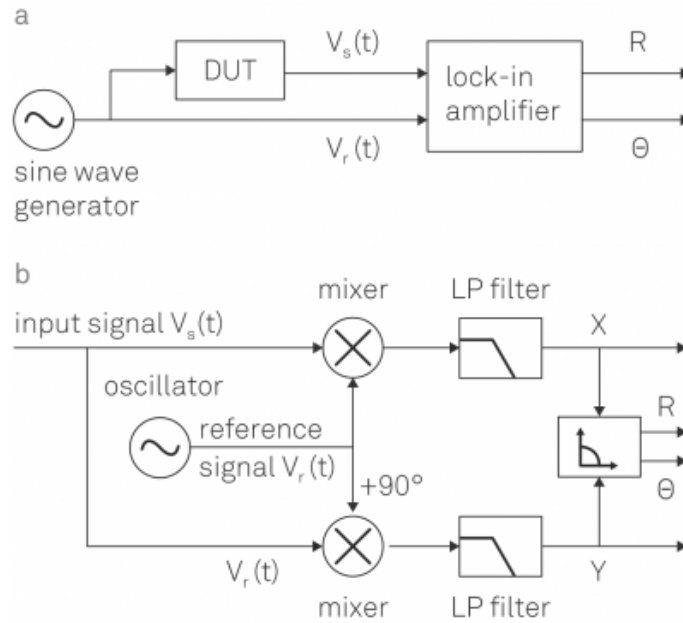 a
DUT
V_s(t)
R
lock-in
amplifier
V_r(t)
Θ
sine wave
generator
b
mixer
LP filter
input signal V_s(t)
X
oscillator
reference
signal V_r(t)
R
+90°
Θ
V_r(t)
Y
mixer
LP filter